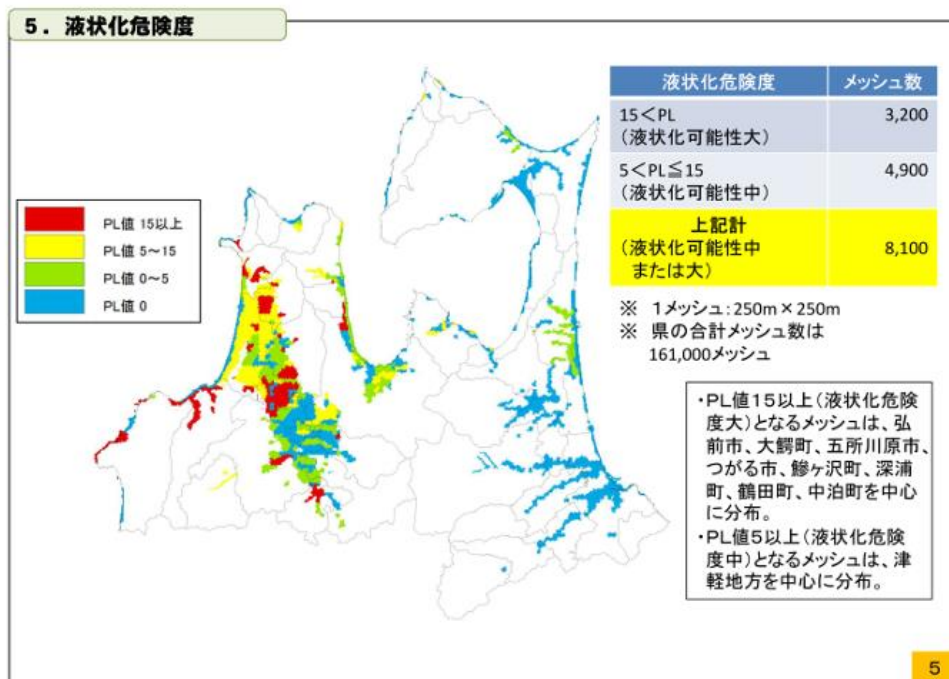 ５．液状化危険度
PL値 15以上
PL値 5～15
PL値 0～5
PL値 0
液状化危険度 メッシュ数
15＜PL 3,200
（液状化可能性大）
5＜PL≦15 4,900
（液状化可能性中）
上記計
（液状化可能性中 8,100
または大）
※ 1メッシュ：250m×250m
※ 県の合計メッシュ数は
161,000メッシュ
・PL値１５以上（液状化危険
度大）となるメッシュは、弘
前市、大鰐町、五所川原市、
つがる市、鰺ヶ沢町、深浦
町、鶴田町、中泊町を中心
に分布。
・PL値５以上（液状化危険
度中）となるメッシュは、津
軽地方を中心に分布。
5